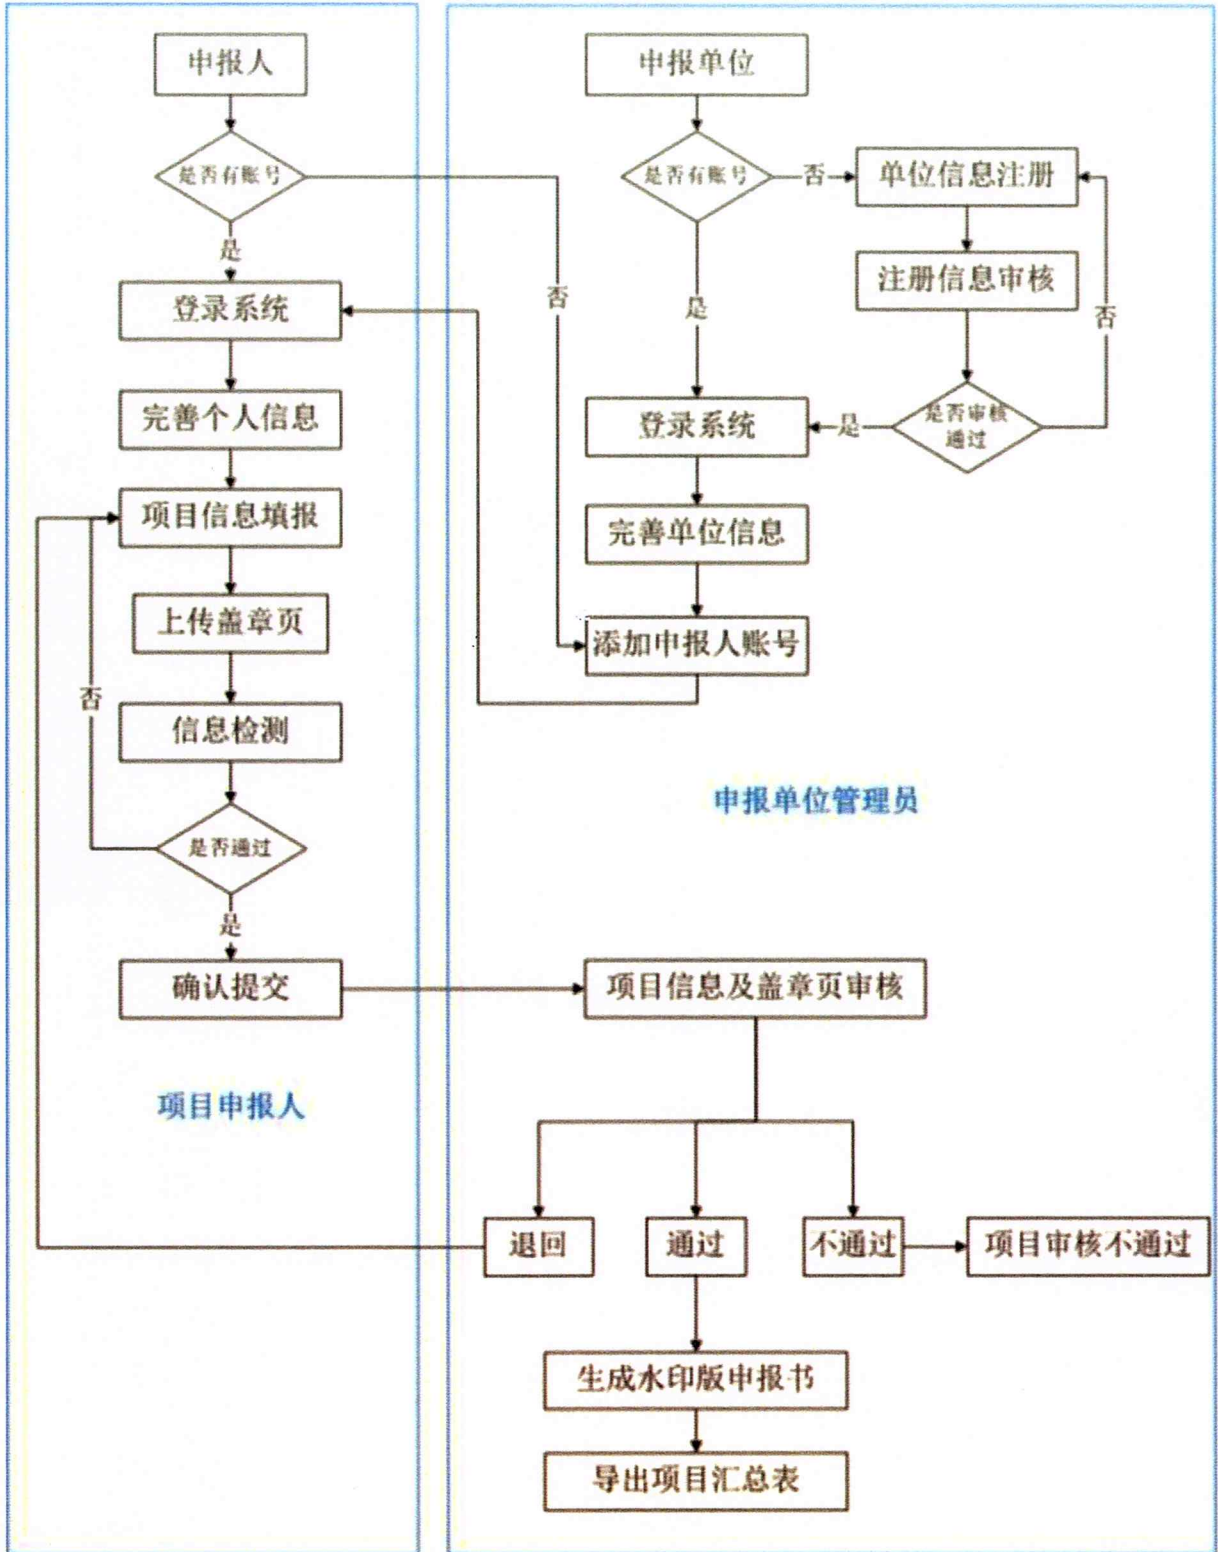 申报人
是否有账号
是
否
登录系统
完善个人信息
项目信息填报
上传盖章页
信息检测
否
是否通过
是
确认提交
项目申报人
申报单位
是否有账号
否
单位信息注册
注册信息审核
否
是
是否审核
通过
是
登录系统
完善单位信息
添加申报人账号
申报单位管理员
项目信息及盖章页审核
退回
通过
不通过
项目审核不通过
生成水印版申报书
导出项目汇总表